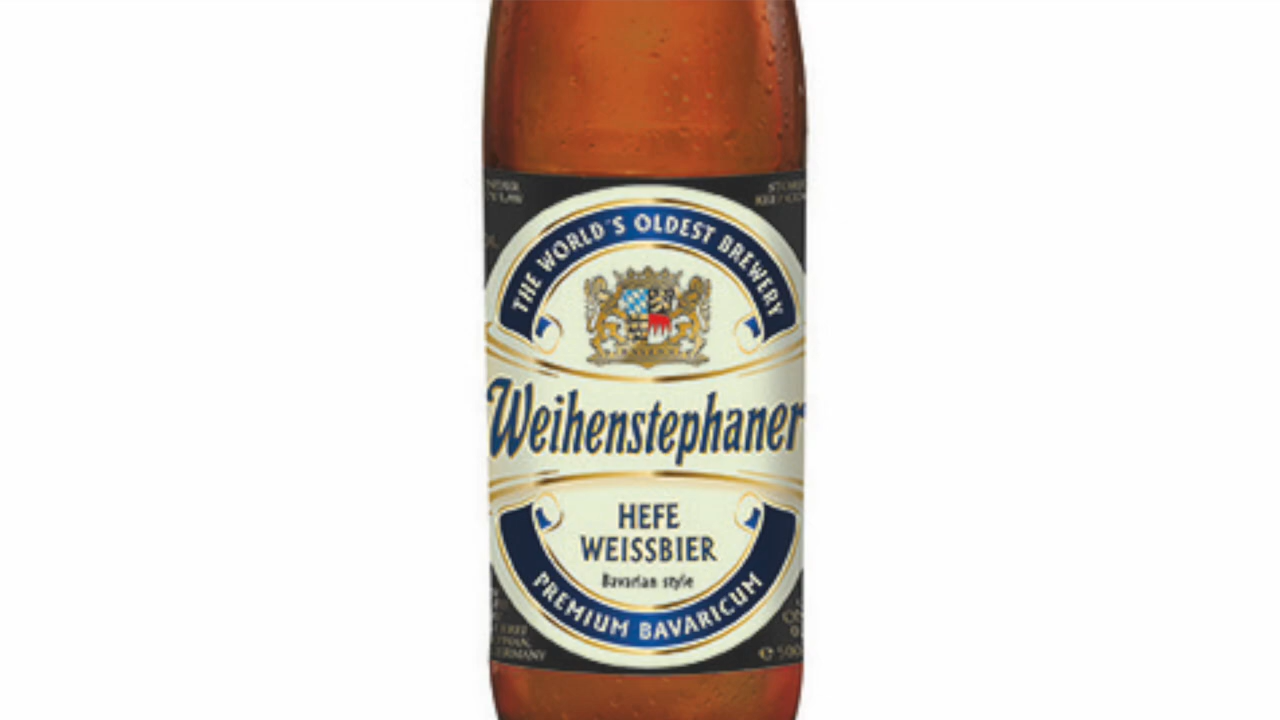 THE WORLD'S OLDEST BREWERY
Weihenstephaner
HEFE
WEISSBIER
Bavarian style
PREMIUM BAVARICUM